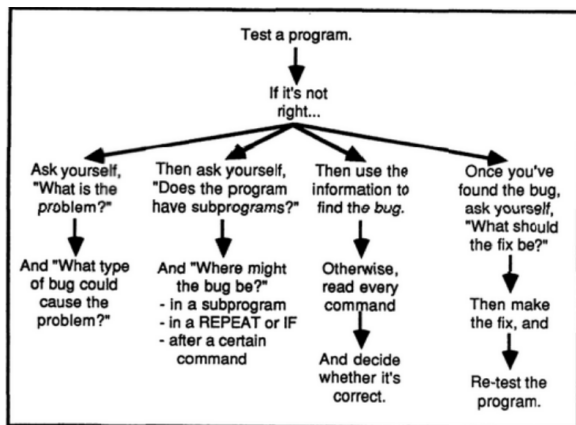 Test a program.
If it's not
right...
Ask yourself,
"What is the
problem?"
And "What type
of bug could
cause the
problem?"
Then ask yourself,
"Does the program
have subprograms?"
And "Where might
the bug be?"
- in a subprogram
- in a REPEAT or IF
- after a certain
command
Then use the
information to
find the bug.
Otherwise,
read every
command
And decide
whether it's
correct.
Once you've
found the bug,
ask yourself,
"What should
the fix be?"
Then make
the fix, and
Re-test the
program.